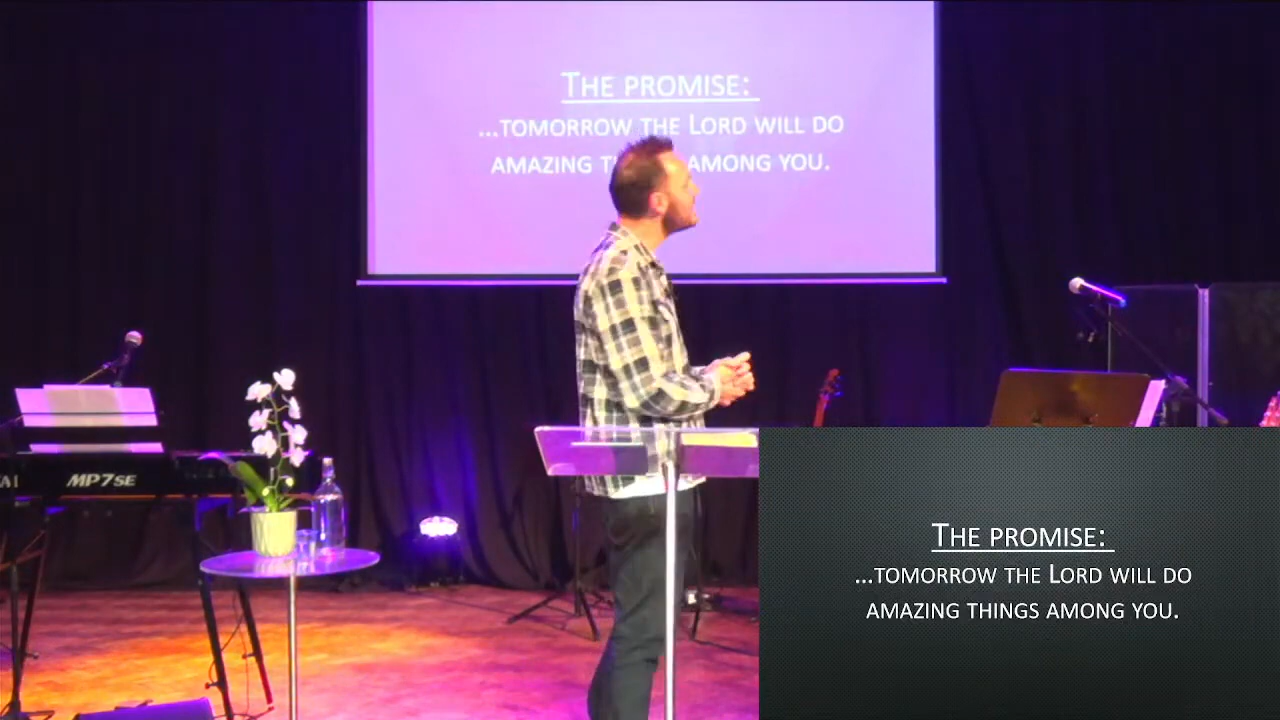 The promise:
...tomorrow the Lord will do
amazing among you.
MP7SE
The promise:
...tomorrow the Lord will do
amazing things among you.